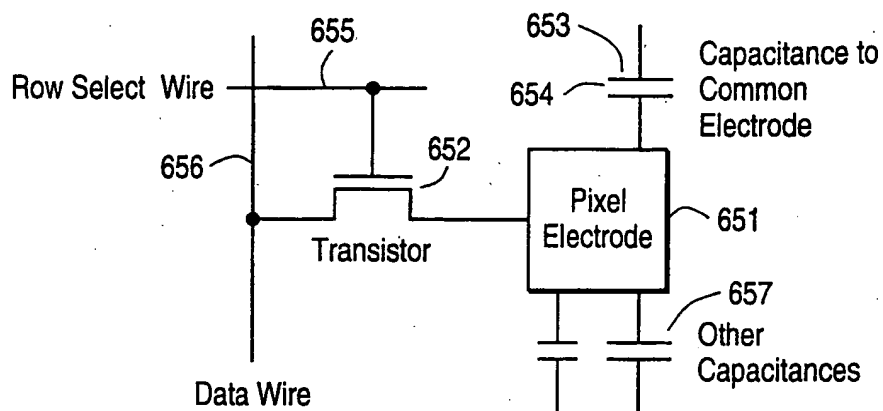 655
653
Capacitance to
Common
Electrode
Row Select Wire
654
656
652
Pixel
Electrode
651
Transistor
657
Other
Capacitances
Data Wire